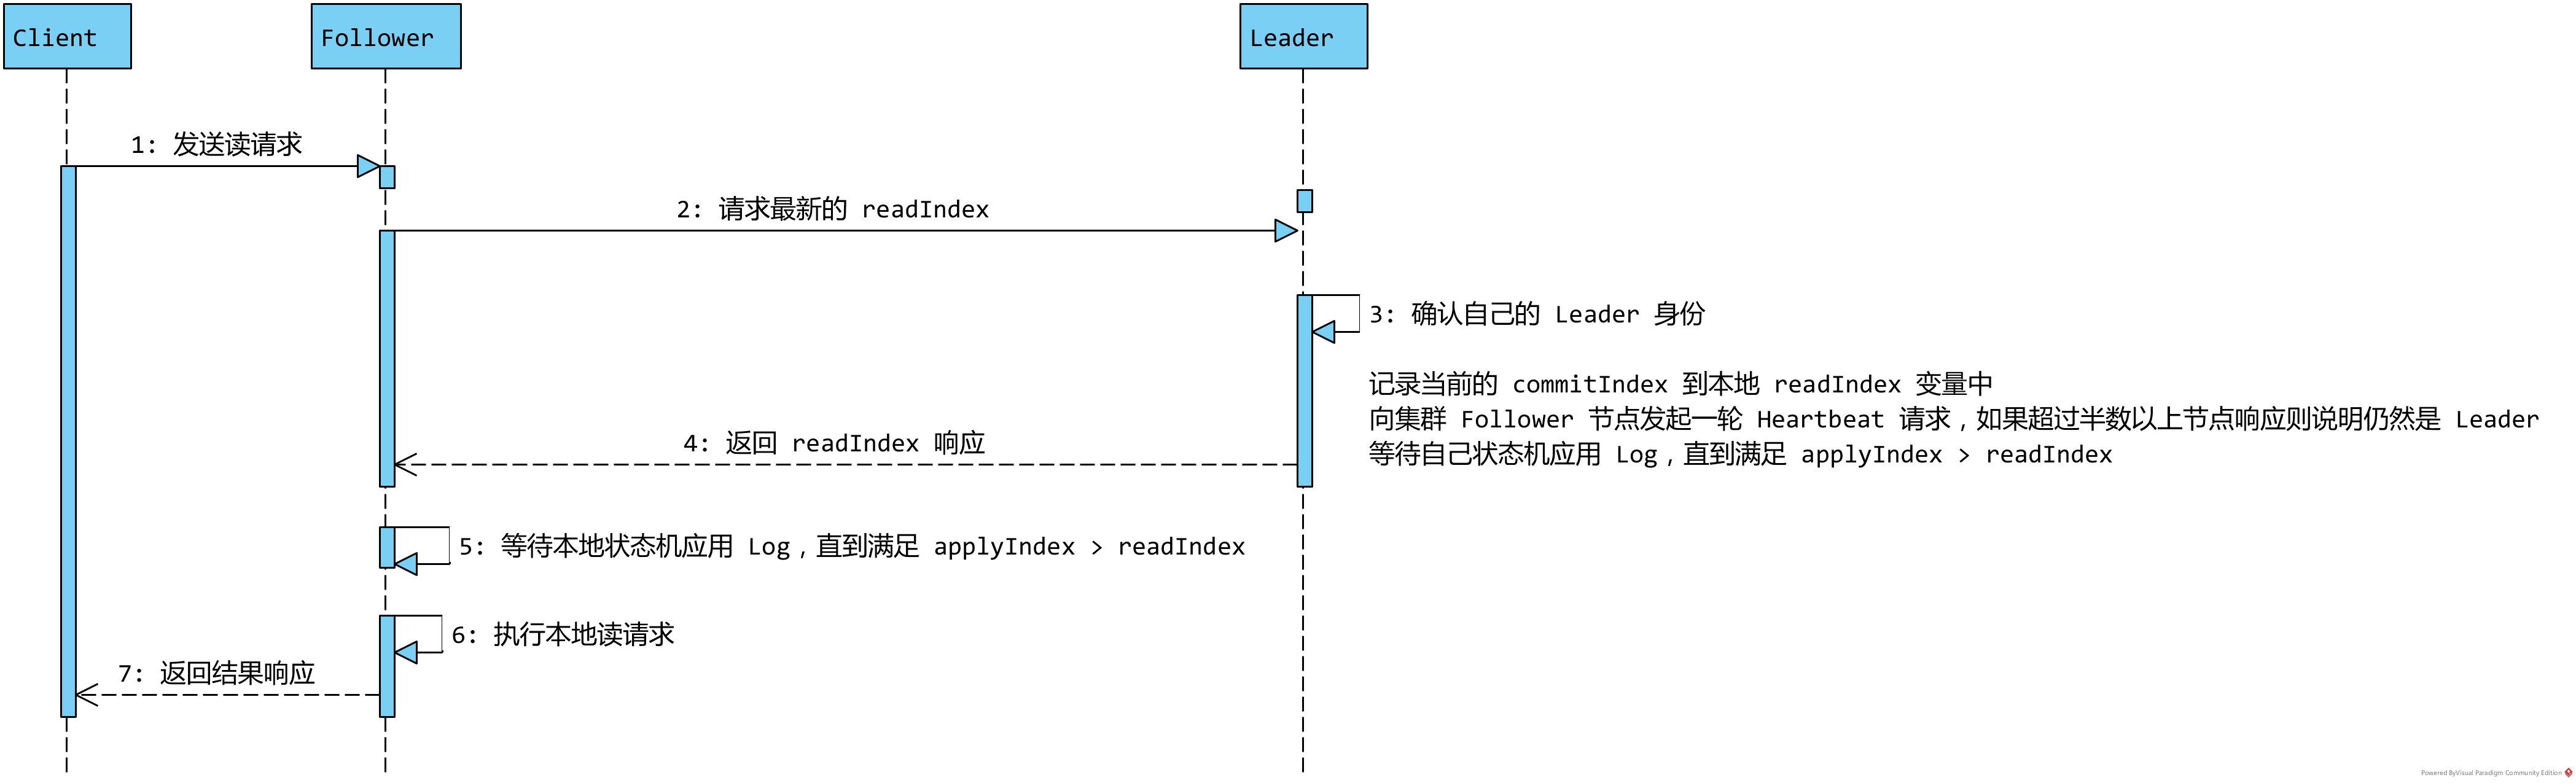 Client
Follower
Leader
1: 发送读请求
2: 请求最新的 readIndex
3: 确认自己的 Leader 身份
记录当前的 commitIndex 到本地 readIndex 变量中
向集群 Follower 节点发起一轮 Heartbeat 请求，如果超过半数以上节点响应则说明仍然是 Leader
等待自己状态机应用 Log，直到满足 applyIndex > readIndex
4: 返回 readIndex 响应
5: 等待本地状态机应用 Log，直到满足 applyIndex > readIndex
6: 执行本地读请求
7: 返回结果响应
Powered ByVisual Paradigm Community Edition